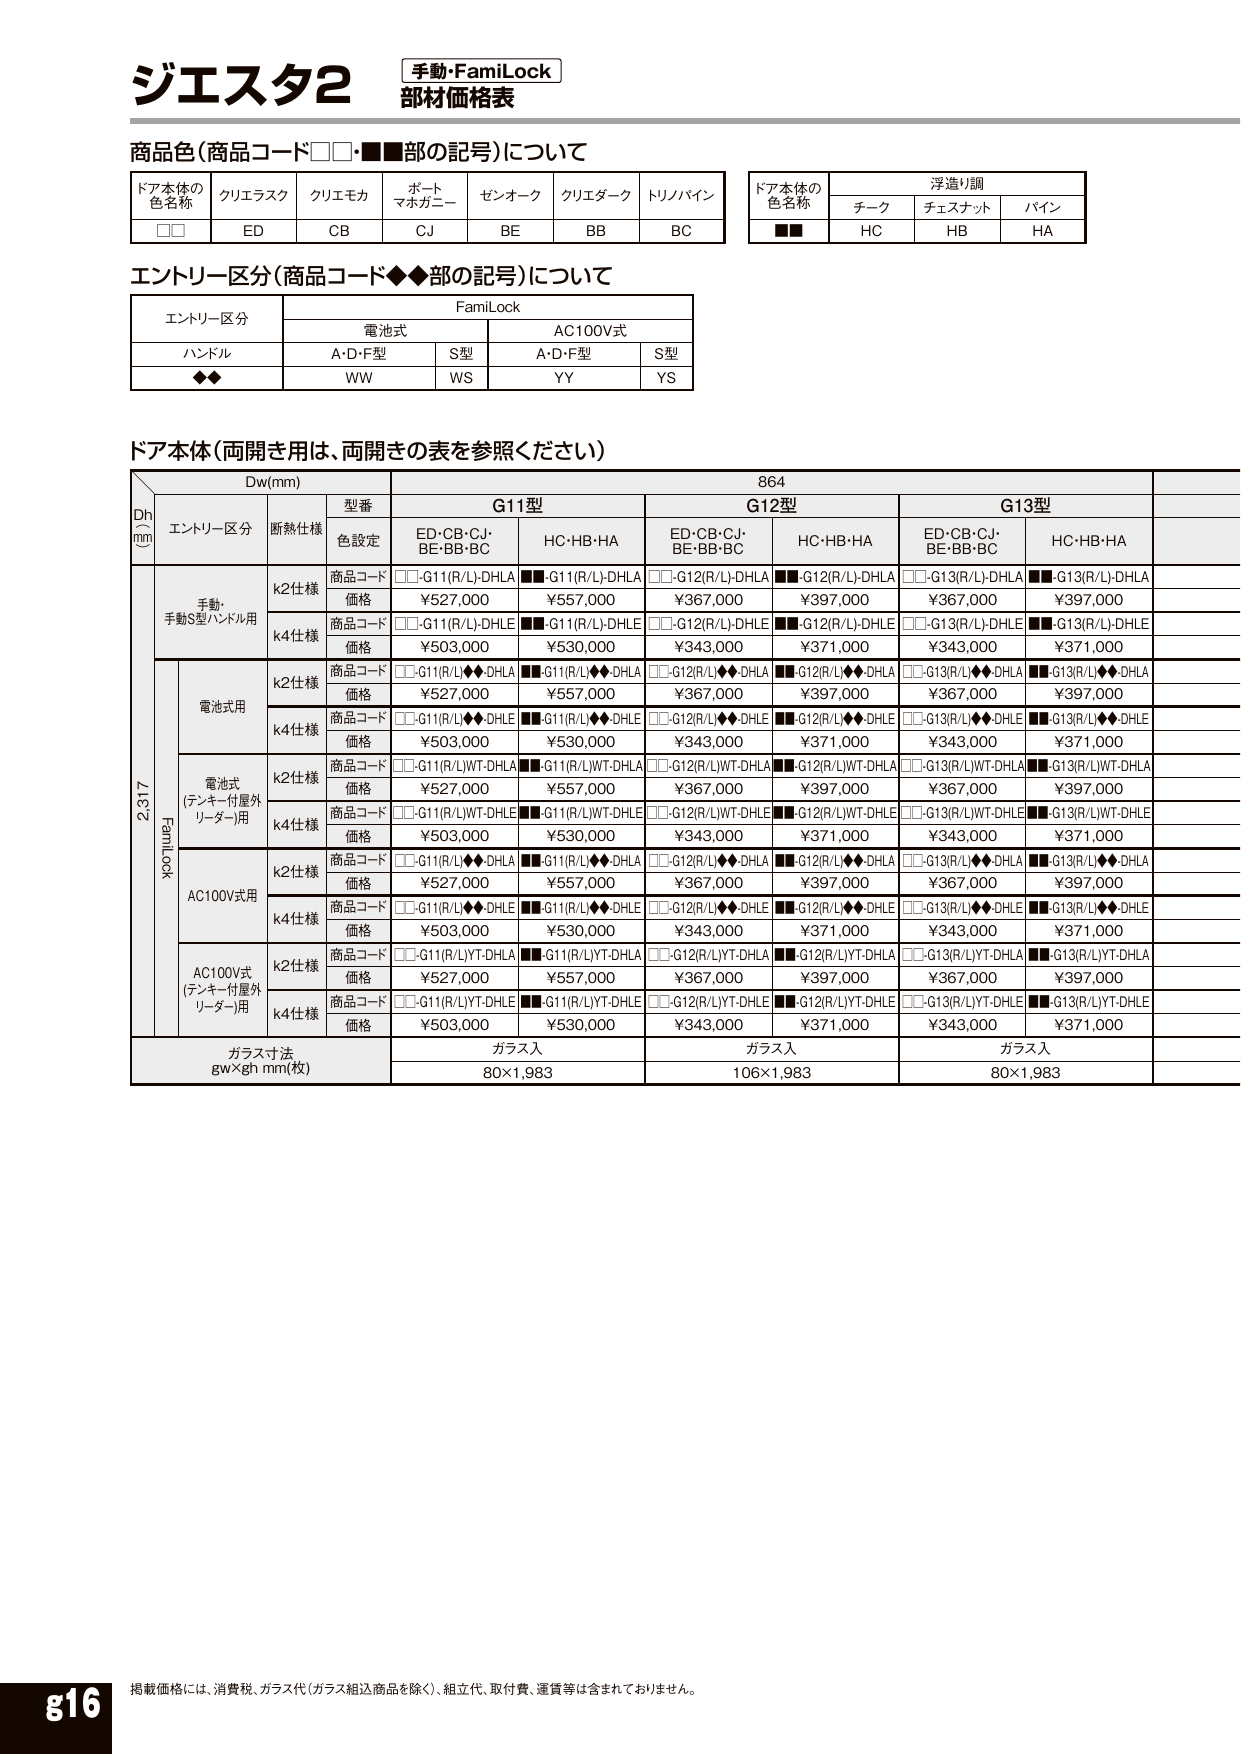 ジエスタ2
手動・FamiLock
部材価格表
商品色（商品コード□□・■■部の記号）について
ドア本体の色名称 クリエラスク クリエモカ ポートマホガニー ゼンオーク クリエダーク トリノパイン
□□ ED CB CJ BE BB BC
ドア本体の色名称 浮造り調
チーク チェスナット パイン
■■ HC HB HA
エントリー区分（商品コード◆◆部の記号）について
エントリー区分 FamiLock
電池式 AC100V式
ハンドル A・D・F型 S型 A・D・F型 S型
◆◆ WW WS YY YS
ドア本体（両開き用は、両開きの表を参照ください）
Dw(mm) 864
Dh(mm) エントリー区分 断熱仕様 型番 G11型 G12型 G13型
色設定 ED・CB・CJ・BE・BB・BC HC・HB・HA ED・CB・CJ・BE・BB・BC HC・HB・HA ED・CB・CJ・BE・BB・BC HC・HB・HA
2,317
手動・手動S型ハンドル用
k2仕様 商品コード □□-G11(R/L)-DHLA ■■-G11(R/L)-DHLA □□-G12(R/L)-DHLA ■■-G12(R/L)-DHLA □□-G13(R/L)-DHLA ■■-G13(R/L)-DHLA
価格 ¥527,000 ¥557,000 ¥367,000 ¥397,000 ¥367,000 ¥397,000
k4仕様 商品コード □□-G11(R/L)-DHLE ■■-G11(R/L)-DHLE □□-G12(R/L)-DHLE ■■-G12(R/L)-DHLE □□-G13(R/L)-DHLE ■■-G13(R/L)-DHLE
価格 ¥503,000 ¥530,000 ¥343,000 ¥371,000 ¥343,000 ¥371,000
FamiLock
電池式用
k2仕様 商品コード □□-G11(R/L)◆◆-DHLA ■■-G11(R/L)◆◆-DHLA □□-G12(R/L)◆◆-DHLA ■■-G12(R/L)◆◆-DHLA □□-G13(R/L)◆◆-DHLA ■■-G13(R/L)◆◆-DHLA
価格 ¥527,000 ¥557,000 ¥367,000 ¥397,000 ¥367,000 ¥397,000
k4仕様 商品コード □□-G11(R/L)◆◆-DHLE ■■-G11(R/L)◆◆-DHLE □□-G12(R/L)◆◆-DHLE ■■-G12(R/L)◆◆-DHLE □□-G13(R/L)◆◆-DHLE ■■-G13(R/L)◆◆-DHLE
価格 ¥503,000 ¥530,000 ¥343,000 ¥371,000 ¥343,000 ¥371,000
電池式(テンキー付屋外リーダー)用
k2仕様 商品コード □□-G11(R/L)WT-DHLA ■■-G11(R/L)WT-DHLA □□-G12(R/L)WT-DHLA ■■-G12(R/L)WT-DHLA □□-G13(R/L)WT-DHLA ■■-G13(R/L)WT-DHLA
価格 ¥527,000 ¥557,000 ¥367,000 ¥397,000 ¥367,000 ¥397,000
k4仕様 商品コード □□-G11(R/L)WT-DHLE ■■-G11(R/L)WT-DHLE □□-G12(R/L)WT-DHLE ■■-G12(R/L)WT-DHLE □□-G13(R/L)WT-DHLE ■■-G13(R/L)WT-DHLE
価格 ¥503,000 ¥530,000 ¥343,000 ¥371,000 ¥343,000 ¥371,000
AC100V式用
k2仕様 商品コード □□-G11(R/L)◆◆-DHLA ■■-G11(R/L)◆◆-DHLA □□-G12(R/L)◆◆-DHLA ■■-G12(R/L)◆◆-DHLA □□-G13(R/L)◆◆-DHLA ■■-G13(R/L)◆◆-DHLA
価格 ¥527,000 ¥557,000 ¥367,000 ¥397,000 ¥367,000 ¥397,000
k4仕様 商品コード □□-G11(R/L)◆◆-DHLE ■■-G11(R/L)◆◆-DHLE □□-G12(R/L)◆◆-DHLE ■■-G12(R/L)◆◆-DHLE □□-G13(R/L)◆◆-DHLE ■■-G13(R/L)◆◆-DHLE
価格 ¥503,000 ¥530,000 ¥343,000 ¥371,000 ¥343,000 ¥371,000
AC100V式(テンキー付屋外リーダー)用
k2仕様 商品コード □□-G11(R/L)YT-DHLA ■■-G11(R/L)YT-DHLA □□-G12(R/L)YT-DHLA ■■-G12(R/L)YT-DHLA □□-G13(R/L)YT-DHLA ■■-G13(R/L)YT-DHLA
価格 ¥527,000 ¥557,000 ¥367,000 ¥397,000 ¥367,000 ¥397,000
k4仕様 商品コード □□-G11(R/L)YT-DHLE ■■-G11(R/L)YT-DHLE □□-G12(R/L)YT-DHLE ■■-G12(R/L)YT-DHLE □□-G13(R/L)YT-DHLE ■■-G13(R/L)YT-DHLE
価格 ¥503,000 ¥530,000 ¥343,000 ¥371,000 ¥343,000 ¥371,000
ガラス寸法 gw×gh mm(枚) ガラス入 ガラス入 ガラス入
80×1,983 106×1,983 80×1,983
g16
掲載価格には、消費税、ガラス代（ガラス組込商品を除く）、組立代、取付費、運賃等は含まれておりません。